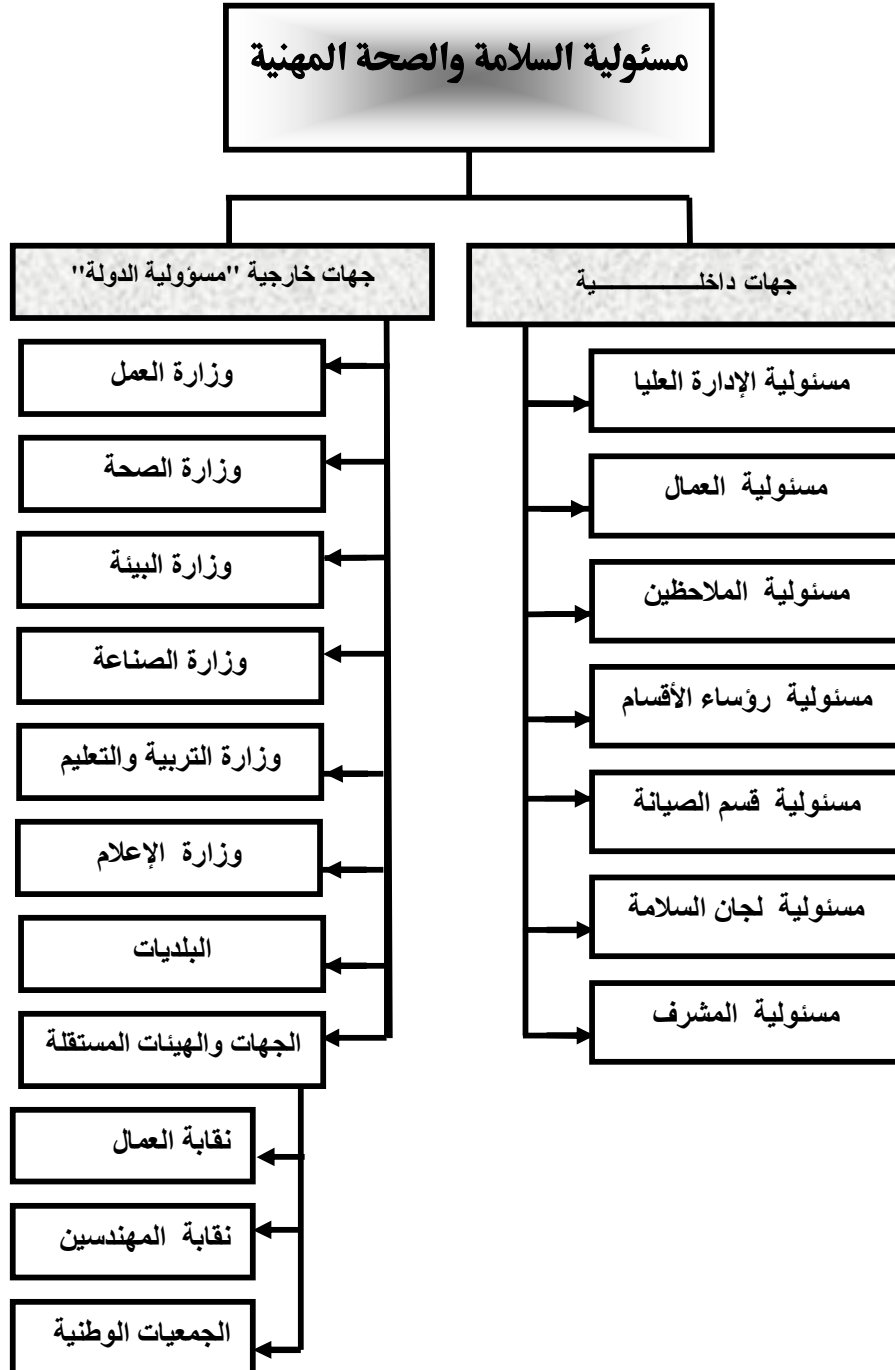 مسئولية السلامة والصحة المهنية
جهات داخلـــــــــــــية
مسئولية الإدارة العليا
مسئولية العمال
مسئولية الملاحظين
مسئولية رؤساء الأقسام
مسئولية قسم الصيانة
مسئولية لجان السلامة
مسئولية المشرف
جهات خارجية "مسؤولية الدولة"
وزارة العمل
وزارة الصحة
وزارة البيئة
وزارة الصناعة
وزارة التربية والتعليم
وزارة الإعلام
البلديات
الجهات والهيئات المستقلة
نقابة العمال
نقابة المهندسين
الجمعيات الوطنية